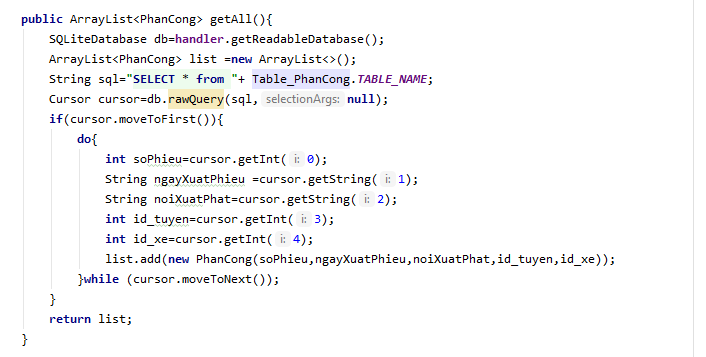 public ArrayList<PhanCong> getAll(){
SQLiteDatabase db=handler.getReadableDatabase();
ArrayList<PhanCong> list =new ArrayList<>();
String sql="SELECT * from "+ Table_PhanCong.TABLE_NAME;
Cursor cursor=db.rawQuery(sql, selectionArgs: null);
if(cursor.moveToFirst()){
do{
int soPhieu=cursor.getInt( i: 0);
String ngayXuatPhieu =cursor.getString( i: 1);
String noiXuatPhat=cursor.getString( i: 2);
int id_tuyen=cursor.getInt( i: 3);
int id_xe=cursor.getInt( i: 4);
list.add(new PhanCong(soPhieu,ngayXuatPhieu,noiXuatPhat,id_tuyen,id_xe));
}while (cursor.moveToNext());
}
return list;
}